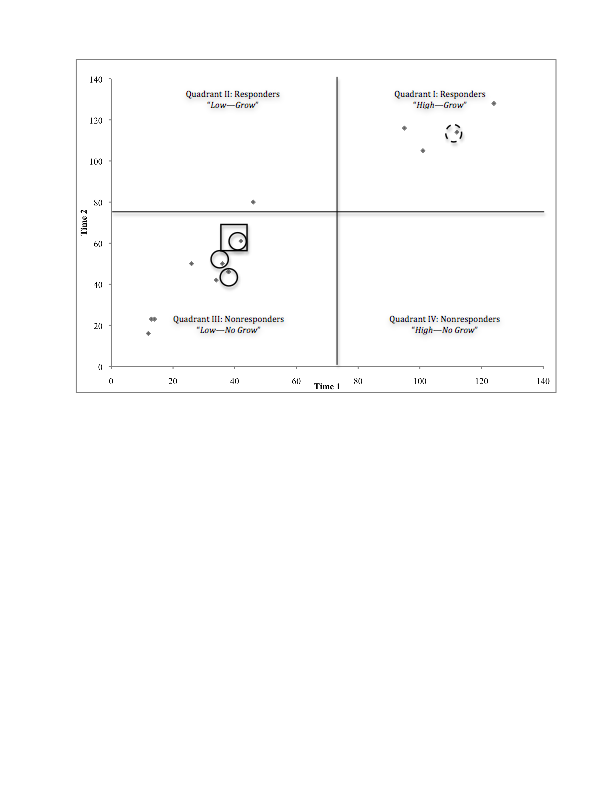 140
Quadrant II: Responders
"Low—Grow"
Quadrant I: Responders
"High—Grow"
120
100
80
Time 2
60
40
20
Quadrant III: Nonresponders
"Low—No Grow"
Quadrant IV: Nonresponders
"High—No Grow"
0
0 20 40 60 80 100 120 140
Time 1